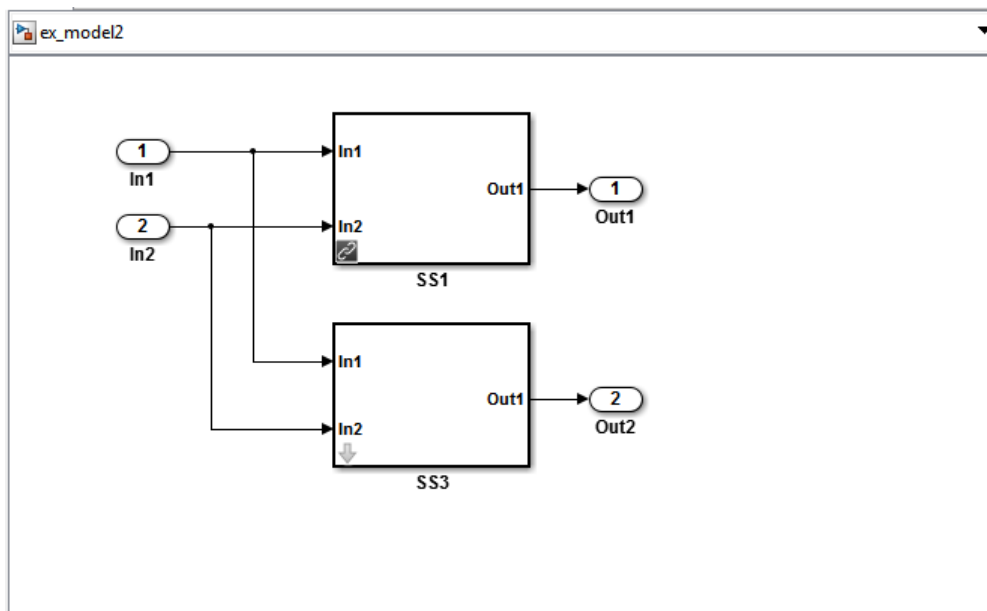 ex_model2
1
In1
2
In2
In1
In2
Out1
SS1
1
Out1
In1
In2
Out1
SS3
2
Out2